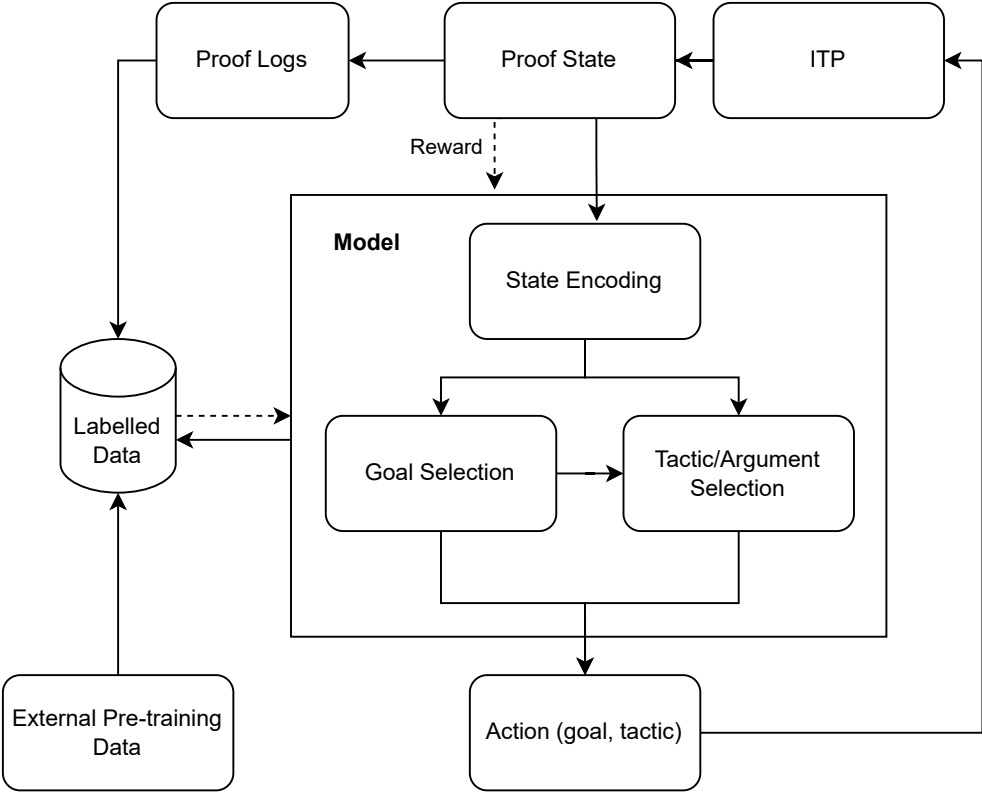 Proof Logs
Proof State
ITP
Reward
Model
State Encoding
Labelled
Data
Goal Selection
Tactic/Argument
Selection
External Pre-training
Data
Action (goal, tactic)